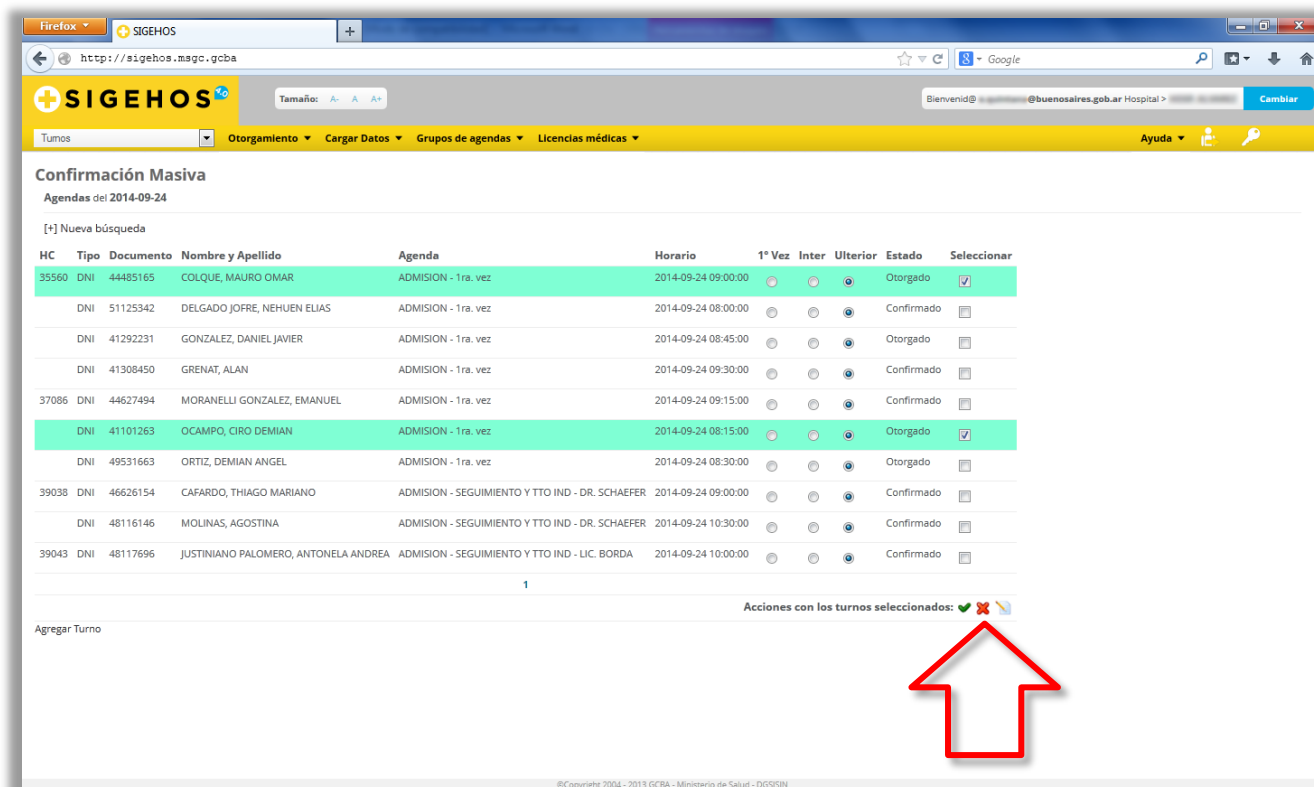 Firefox
SIGEHOS
http://sigehos.msgc.gcba
Google
SIGEHOS
Tamaño: A- A A+
Bienvenid@ @buenosaires.gob.ar Hospital >
Cambiar
Turnos Otorgamiento Cargar Datos Grupos de agendas Licencias médicas Ayuda
Confirmación Masiva
Agendas del 2014-09-24
[+] Nueva búsqueda
HC Tipo Documento Nombre y Apellido Agenda Horario 1º Vez Inter Ulterior Estado Seleccionar
35560 DNI 44485165 COLQUE, MAURO OMAR ADMISION - 1ra. vez 2014-09-24 09:00:00 Otorgado
DNI 51125342 DELGADO JOFRE, NEHUEN ELIAS ADMISION - 1ra. vez 2014-09-24 08:00:00 Confirmado
DNI 41292231 GONZALEZ, DANIEL JAVIER ADMISION - 1ra. vez 2014-09-24 08:45:00 Otorgado
DNI 41308450 GRENAT, ALAN ADMISION - 1ra. vez 2014-09-24 09:30:00 Confirmado
37086 DNI 44627494 MORANELLI GONZALEZ, EMANUEL ADMISION - 1ra. vez 2014-09-24 09:15:00 Confirmado
DNI 41101263 OCAMPO, CIRO DEMIAN ADMISION - 1ra. vez 2014-09-24 08:15:00 Otorgado
DNI 49531663 ORTIZ, DEMIAN ANGEL ADMISION - 1ra. vez 2014-09-24 08:30:00 Otorgado
39038 DNI 46626154 CAFARDO, THIAGO MARIANO ADMISION - SEGUIMIENTO Y TTO IND - DR. SCHAEFER 2014-09-24 09:00:00 Confirmado
DNI 48116146 MOLINAS, AGOSTINA ADMISION - SEGUIMIENTO Y TTO IND - DR. SCHAEFER 2014-09-24 10:30:00 Confirmado
39043 DNI 48117696 JUSTINIANO PALOMERO, ANTONELA ANDREA ADMISION - SEGUIMIENTO Y TTO IND - LIC. BORDA 2014-09-24 10:00:00 Confirmado
1
Acciones con los turnos seleccionados:
Agregar Turno
©Copyright 2004 - 2013 GCBA - Ministerio de Salud - DGSISIN